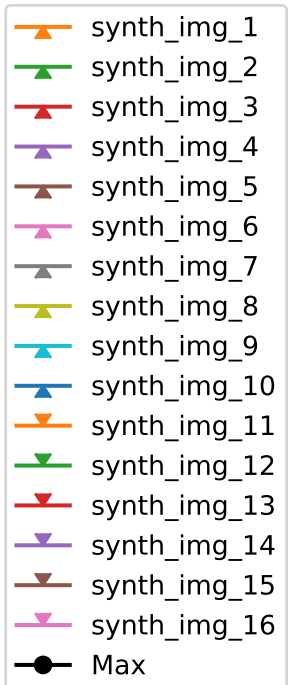 synth_img_1
synth_img_2
synth_img_3
synth_img_4
synth_img_5
synth_img_6
synth_img_7
synth_img_8
synth_img_9
synth_img_10
synth_img_11
synth_img_12
synth_img_13
synth_img_14
synth_img_15
synth_img_16
Max